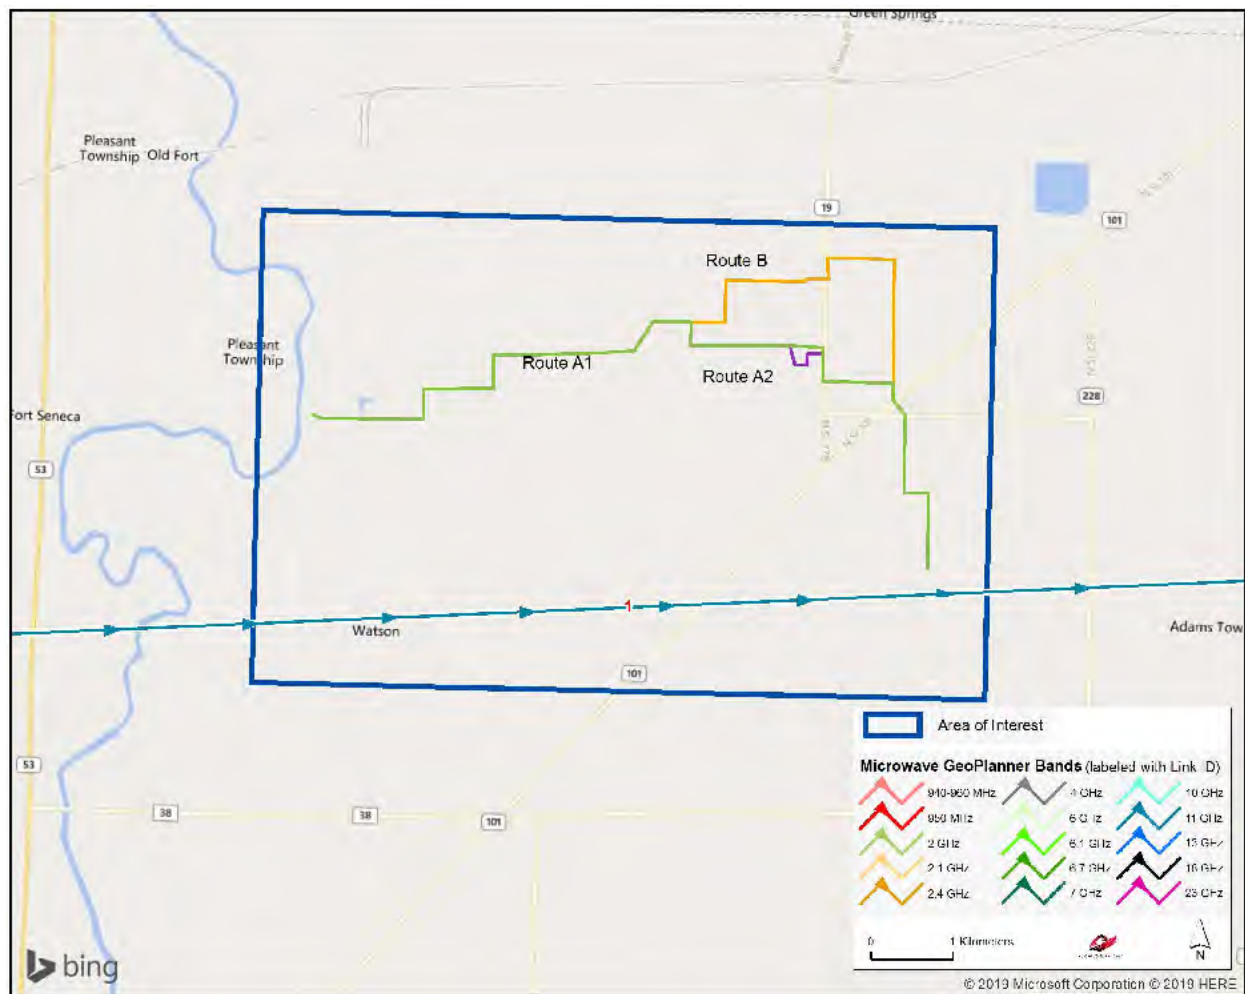 Green Springs
Pleasant
Township
Old Fort
19
101
Route B
Pleasant
Township
Route A1
Route A2
Fort Seneca
228
53
1
Watson
Adams Tow
101
Area of Interest
53
Microwave GeoPlanner Bands (labeled with Link ID)
940-960 MHz
4 GHz
10 GHz
38
38
101
950 MHz
6 GHz
11 GHz
2 GHz
6.1 GHz
13 GHz
2.1 GHz
6.7 GHz
18 GHz
2.4 GHz
7 GHz
23 GHz
0
1 Kilometers
N
bing
© 2019 Microsoft Corporation © 2019 HERE